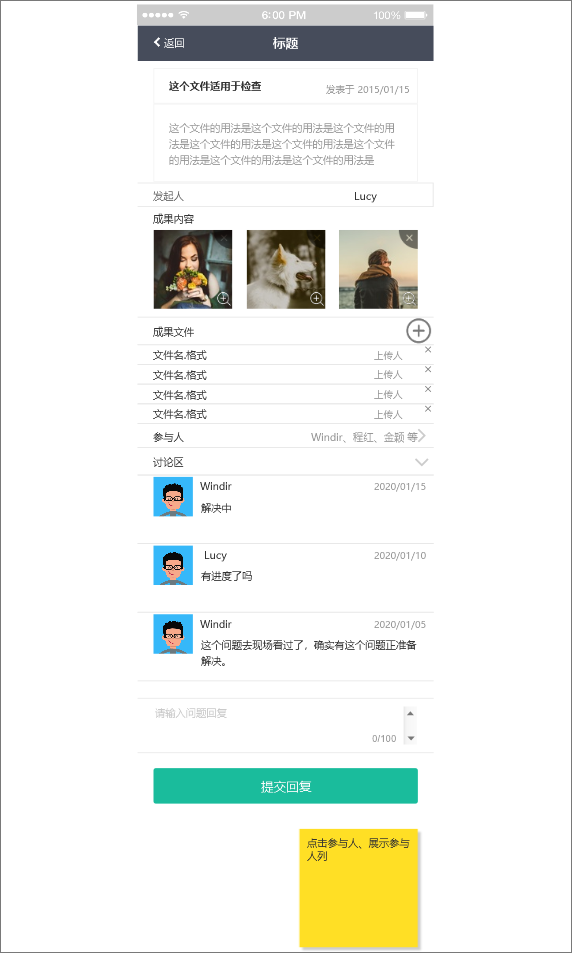 6:00 PM 100%
返回 标题
这个文件适用于检查 发表于 2015/01/15
这个文件的用法是这个文件的用法是这个文件的用
法是这个文件的用法是这个文件的用法是这个文件
的用法是这个文件的用法是这个文件的用法是
发起人 Lucy
成果内容
成果文件
文件名.格式 上传人
文件名.格式 上传人
文件名.格式 上传人
文件名.格式 上传人
参与人 Windir、程红、金颖 等
讨论区
Windir 2020/01/15
解决中
Lucy 2020/01/10
有进度了吗
Windir 2020/01/05
这个问题去现场看过了，确实有这个问题正准备
解决。
请输入问题回复
0/100
提交回复
点击参与人、展示参与
人列